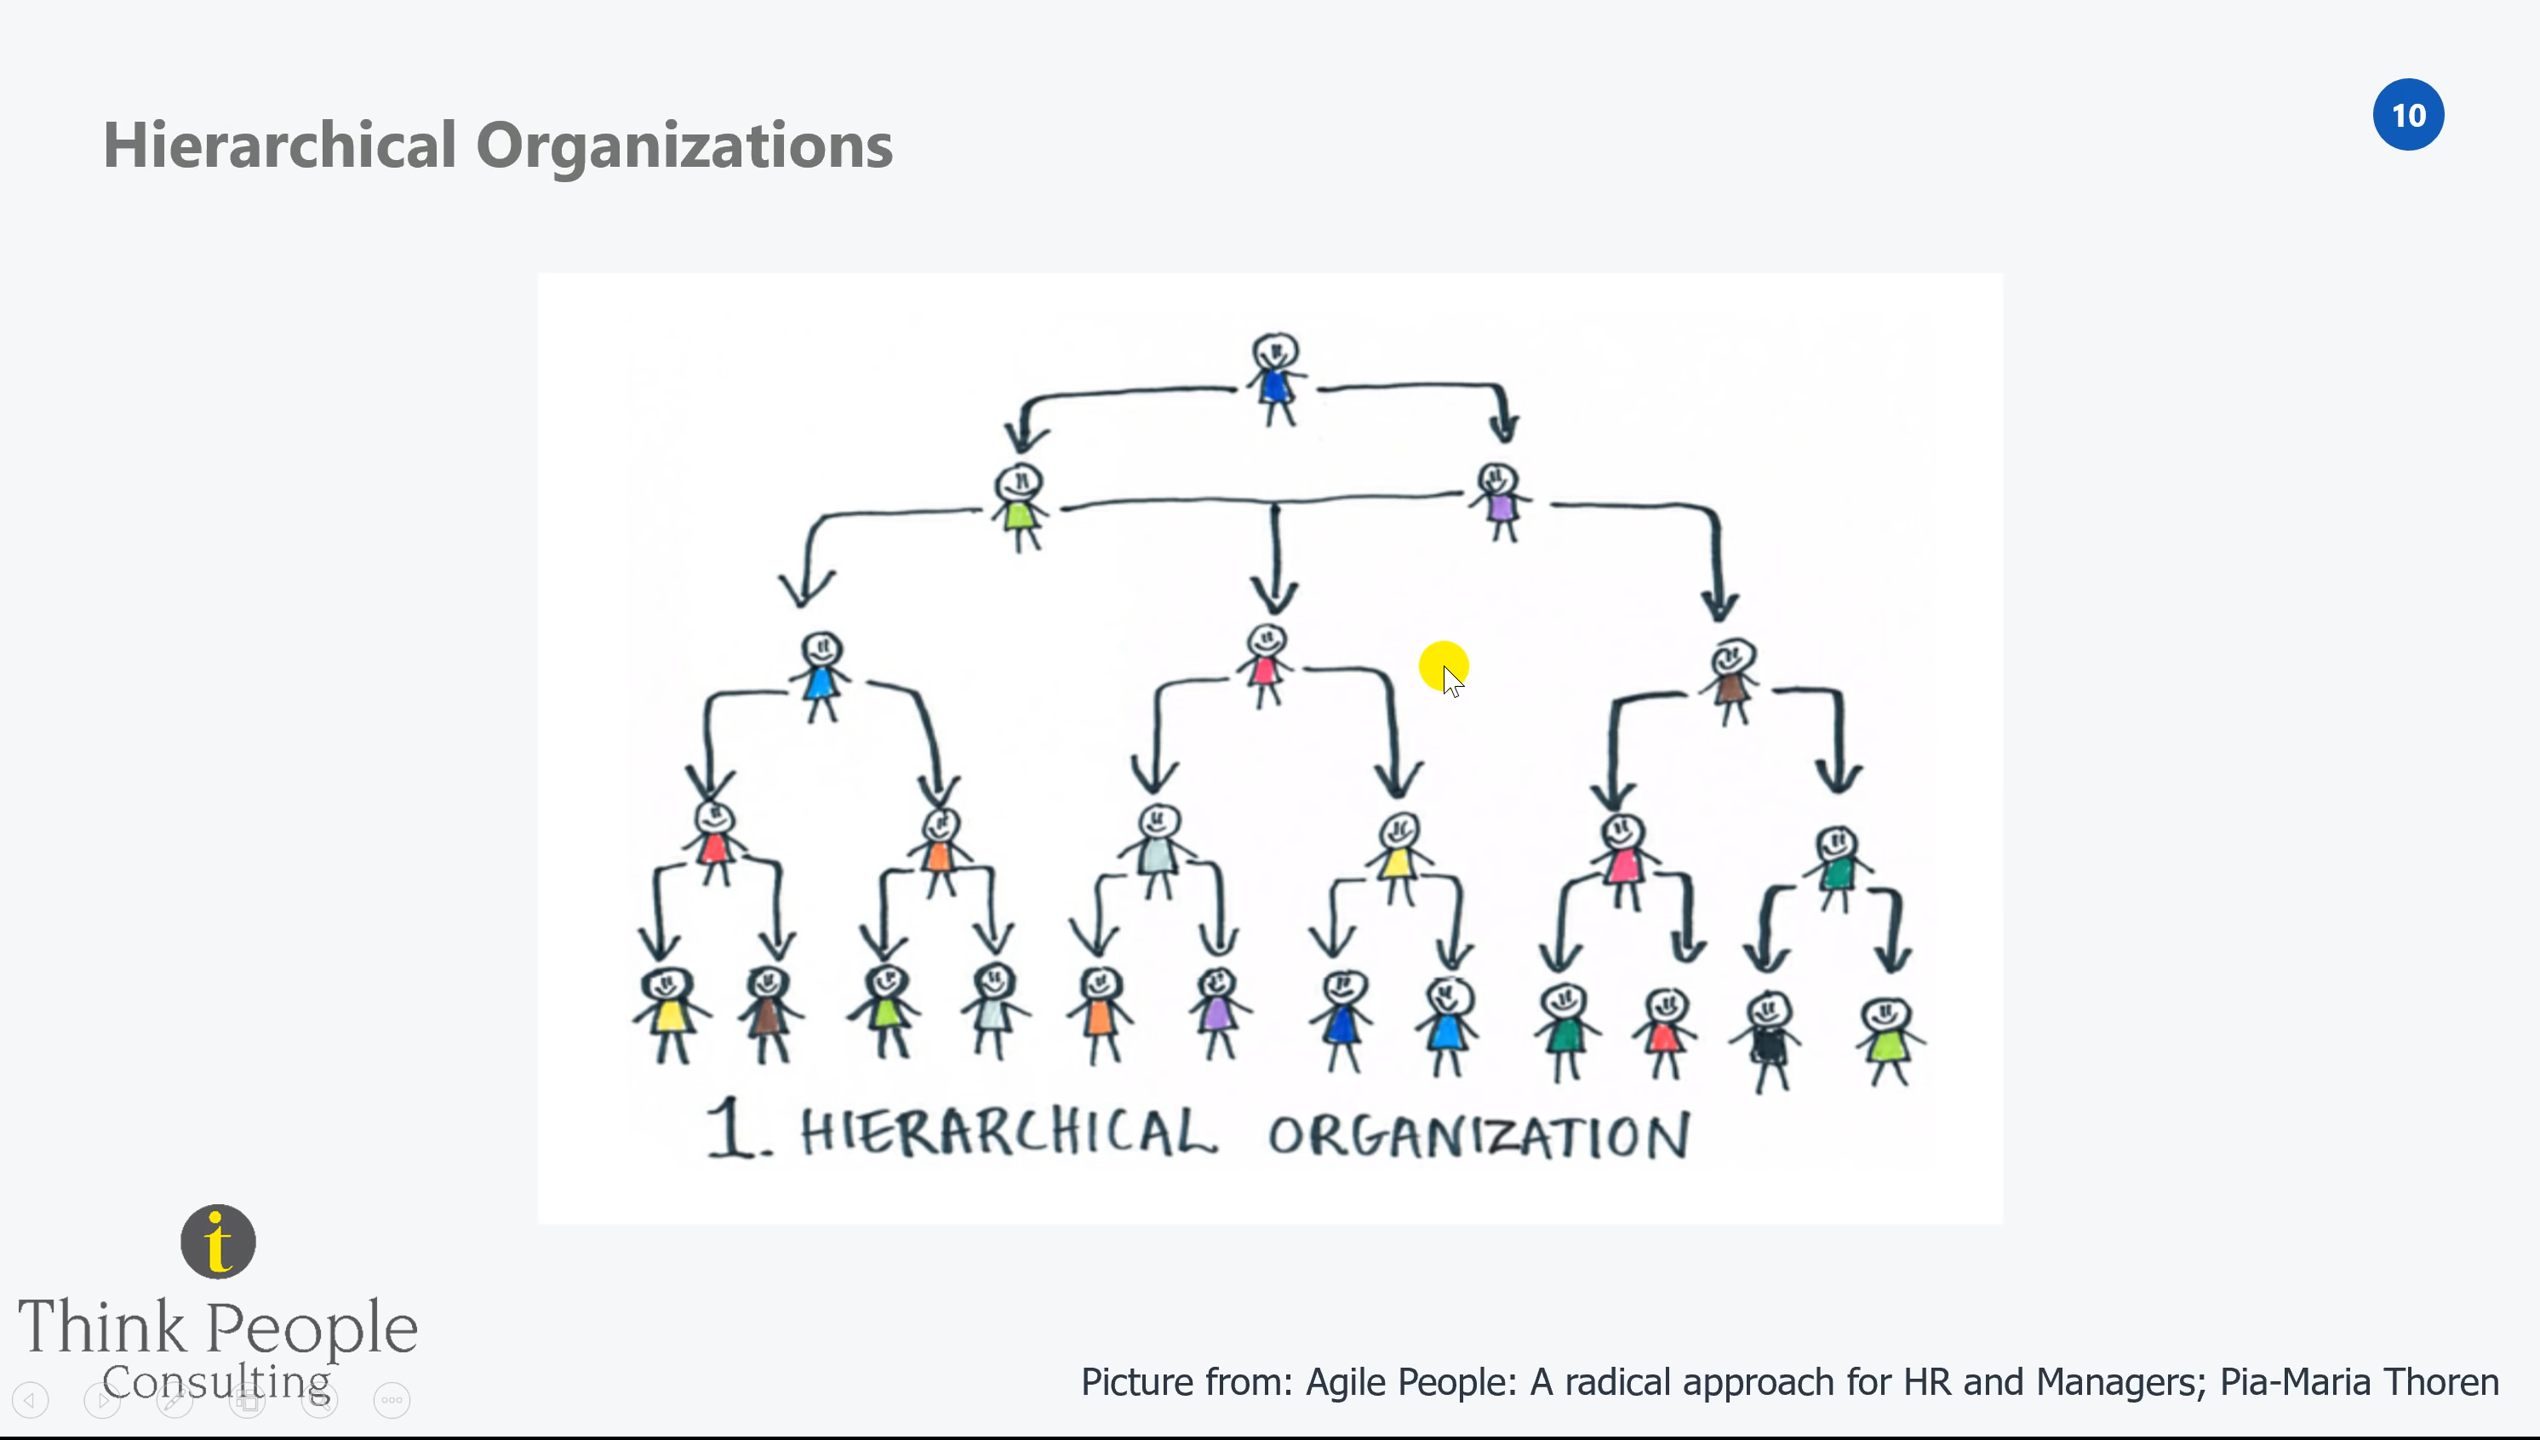 Hierarchical Organizations
10
1. HIERARCHICAL ORGANIZATION
i
Think People
Consulting
Picture from: Agile People: A radical approach for HR and Managers; Pia-Maria Thoren